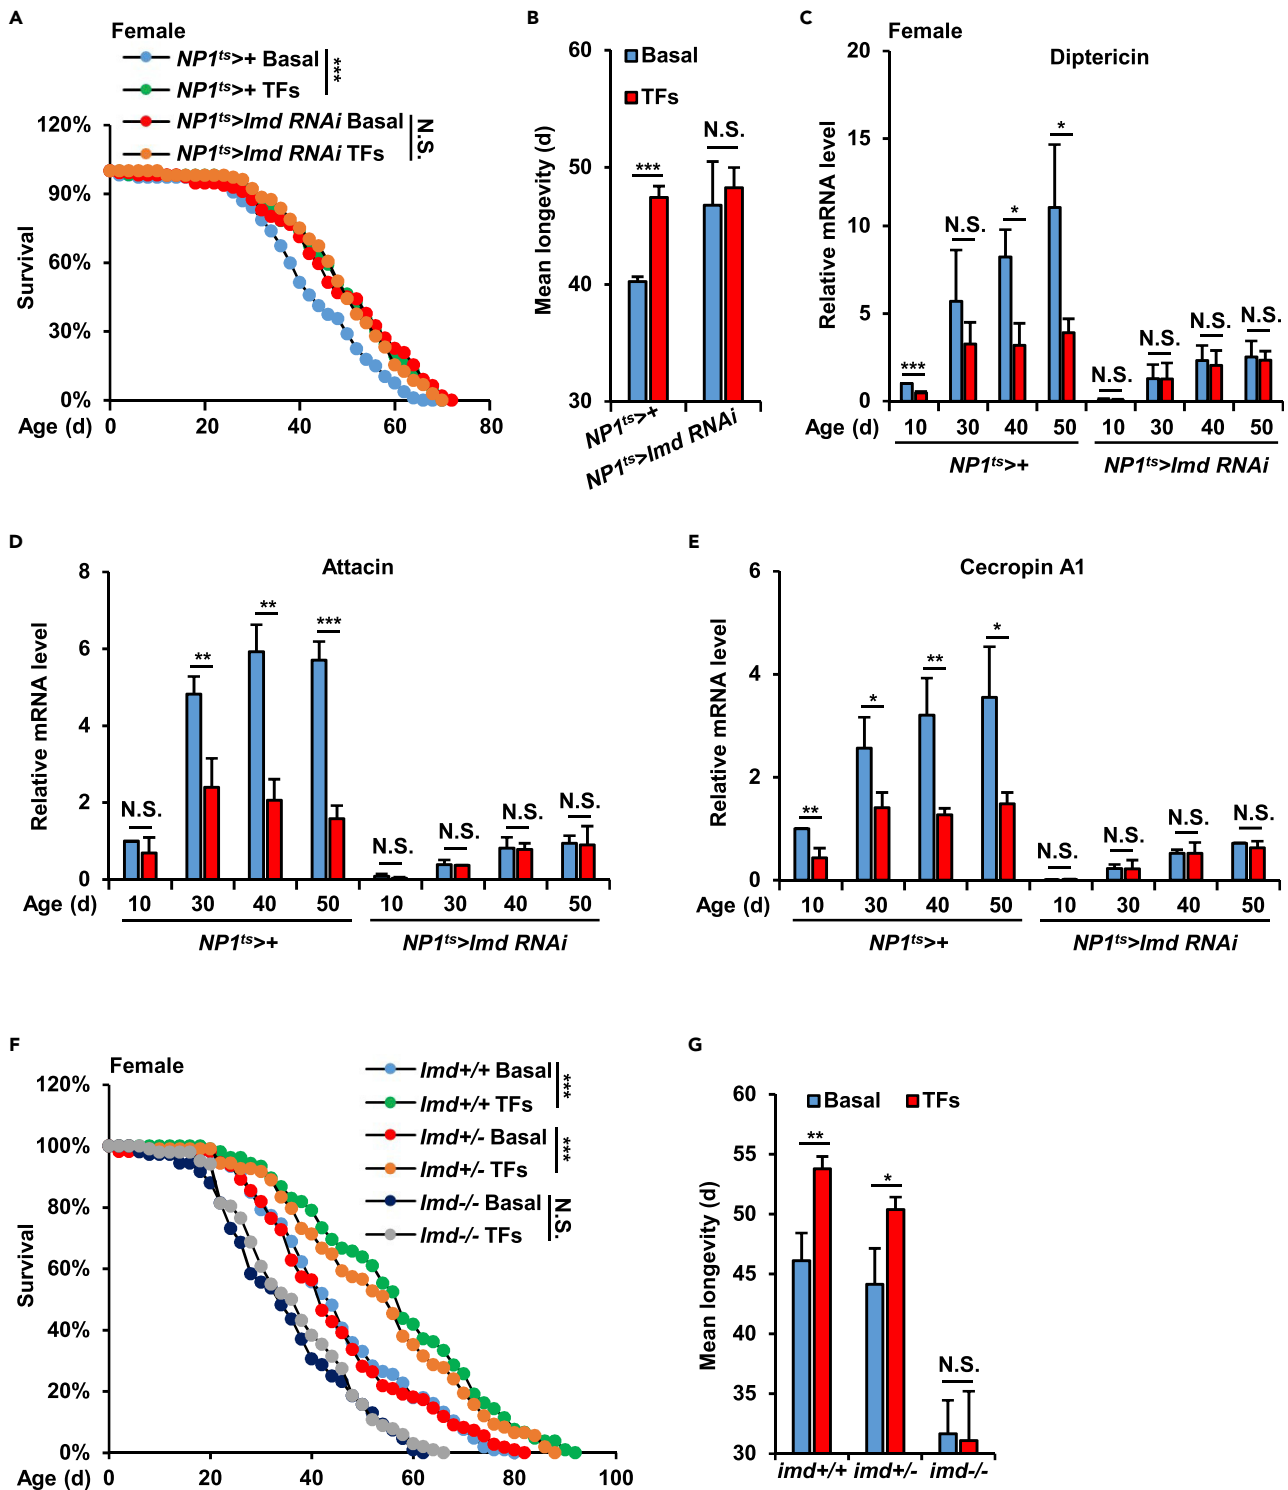 A
Female
NP1ts>+ Basal
NP1ts>+ TFs
***
NP1ts>Imd RNAi Basal
NP1ts>Imd RNAi TFs
N.S.
120%
90%
60%
30%
0%
Survival
0 20 40 60 80
Age (d)
B
60
50
40
30
Mean longevity (d)
Basal
TFs
***
N.S.
NP1ts>+
NP1ts>Imd RNAi
C
Female
Diptericin
20
15
10
5
0
Relative mRNA level
***
N.S.
*
*
N.S.
N.S.
N.S.
N.S.
Age (d) 10 30 40 50 10 30 40 50
NP1ts>+ NP1ts>Imd RNAi
D
Attacin
8
6
4
2
0
Relative mRNA level
N.S.
**
**
***
N.S.
N.S.
N.S.
N.S.
Age (d) 10 30 40 50 10 30 40 50
NP1ts>+ NP1ts>Imd RNAi
E
Cecropin A1
6
4
2
0
Relative mRNA level
**
*
**
*
N.S.
N.S.
N.S.
N.S.
Age (d) 10 30 40 50 10 30 40 50
NP1ts>+ NP1ts>Imd RNAi
F
Female
Imd+/+ Basal
Imd+/+ TFs
***
Imd+/- Basal
Imd+/- TFs
***
Imd-/- Basal
Imd-/- TFs
N.S.
120%
100%
80%
60%
40%
20%
0%
Survival
0 20 40 60 80 100
Age (d)
G
60
55
50
45
40
35
30
Mean longevity (d)
Basal TFs
**
*
N.S.
imd+/+ imd+/- imd-/-